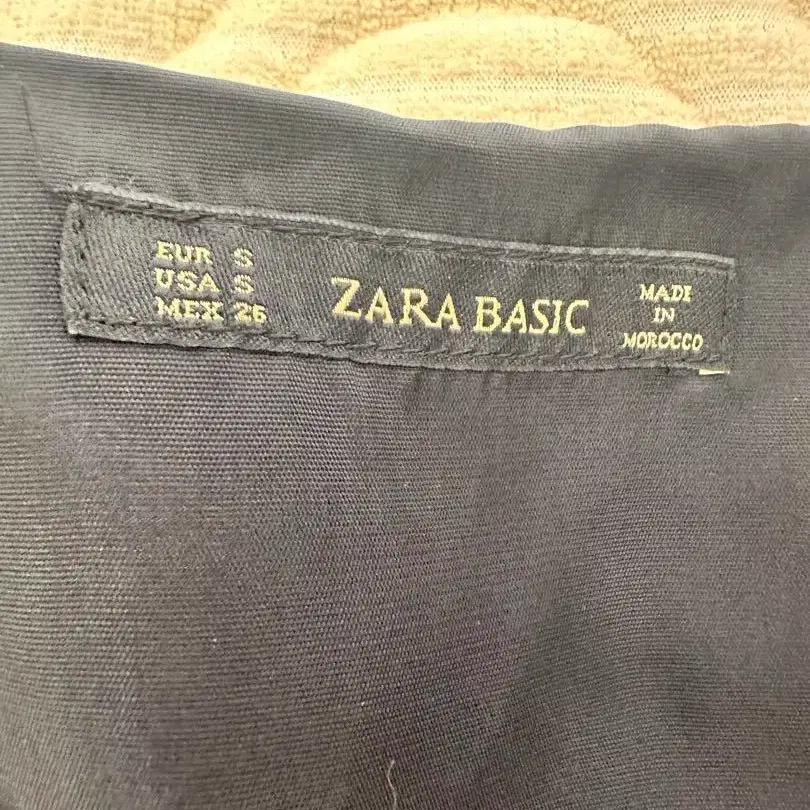 EUR S
USA S
MEX 26
ZARA BASIC
MADE
IN
MOROCCO